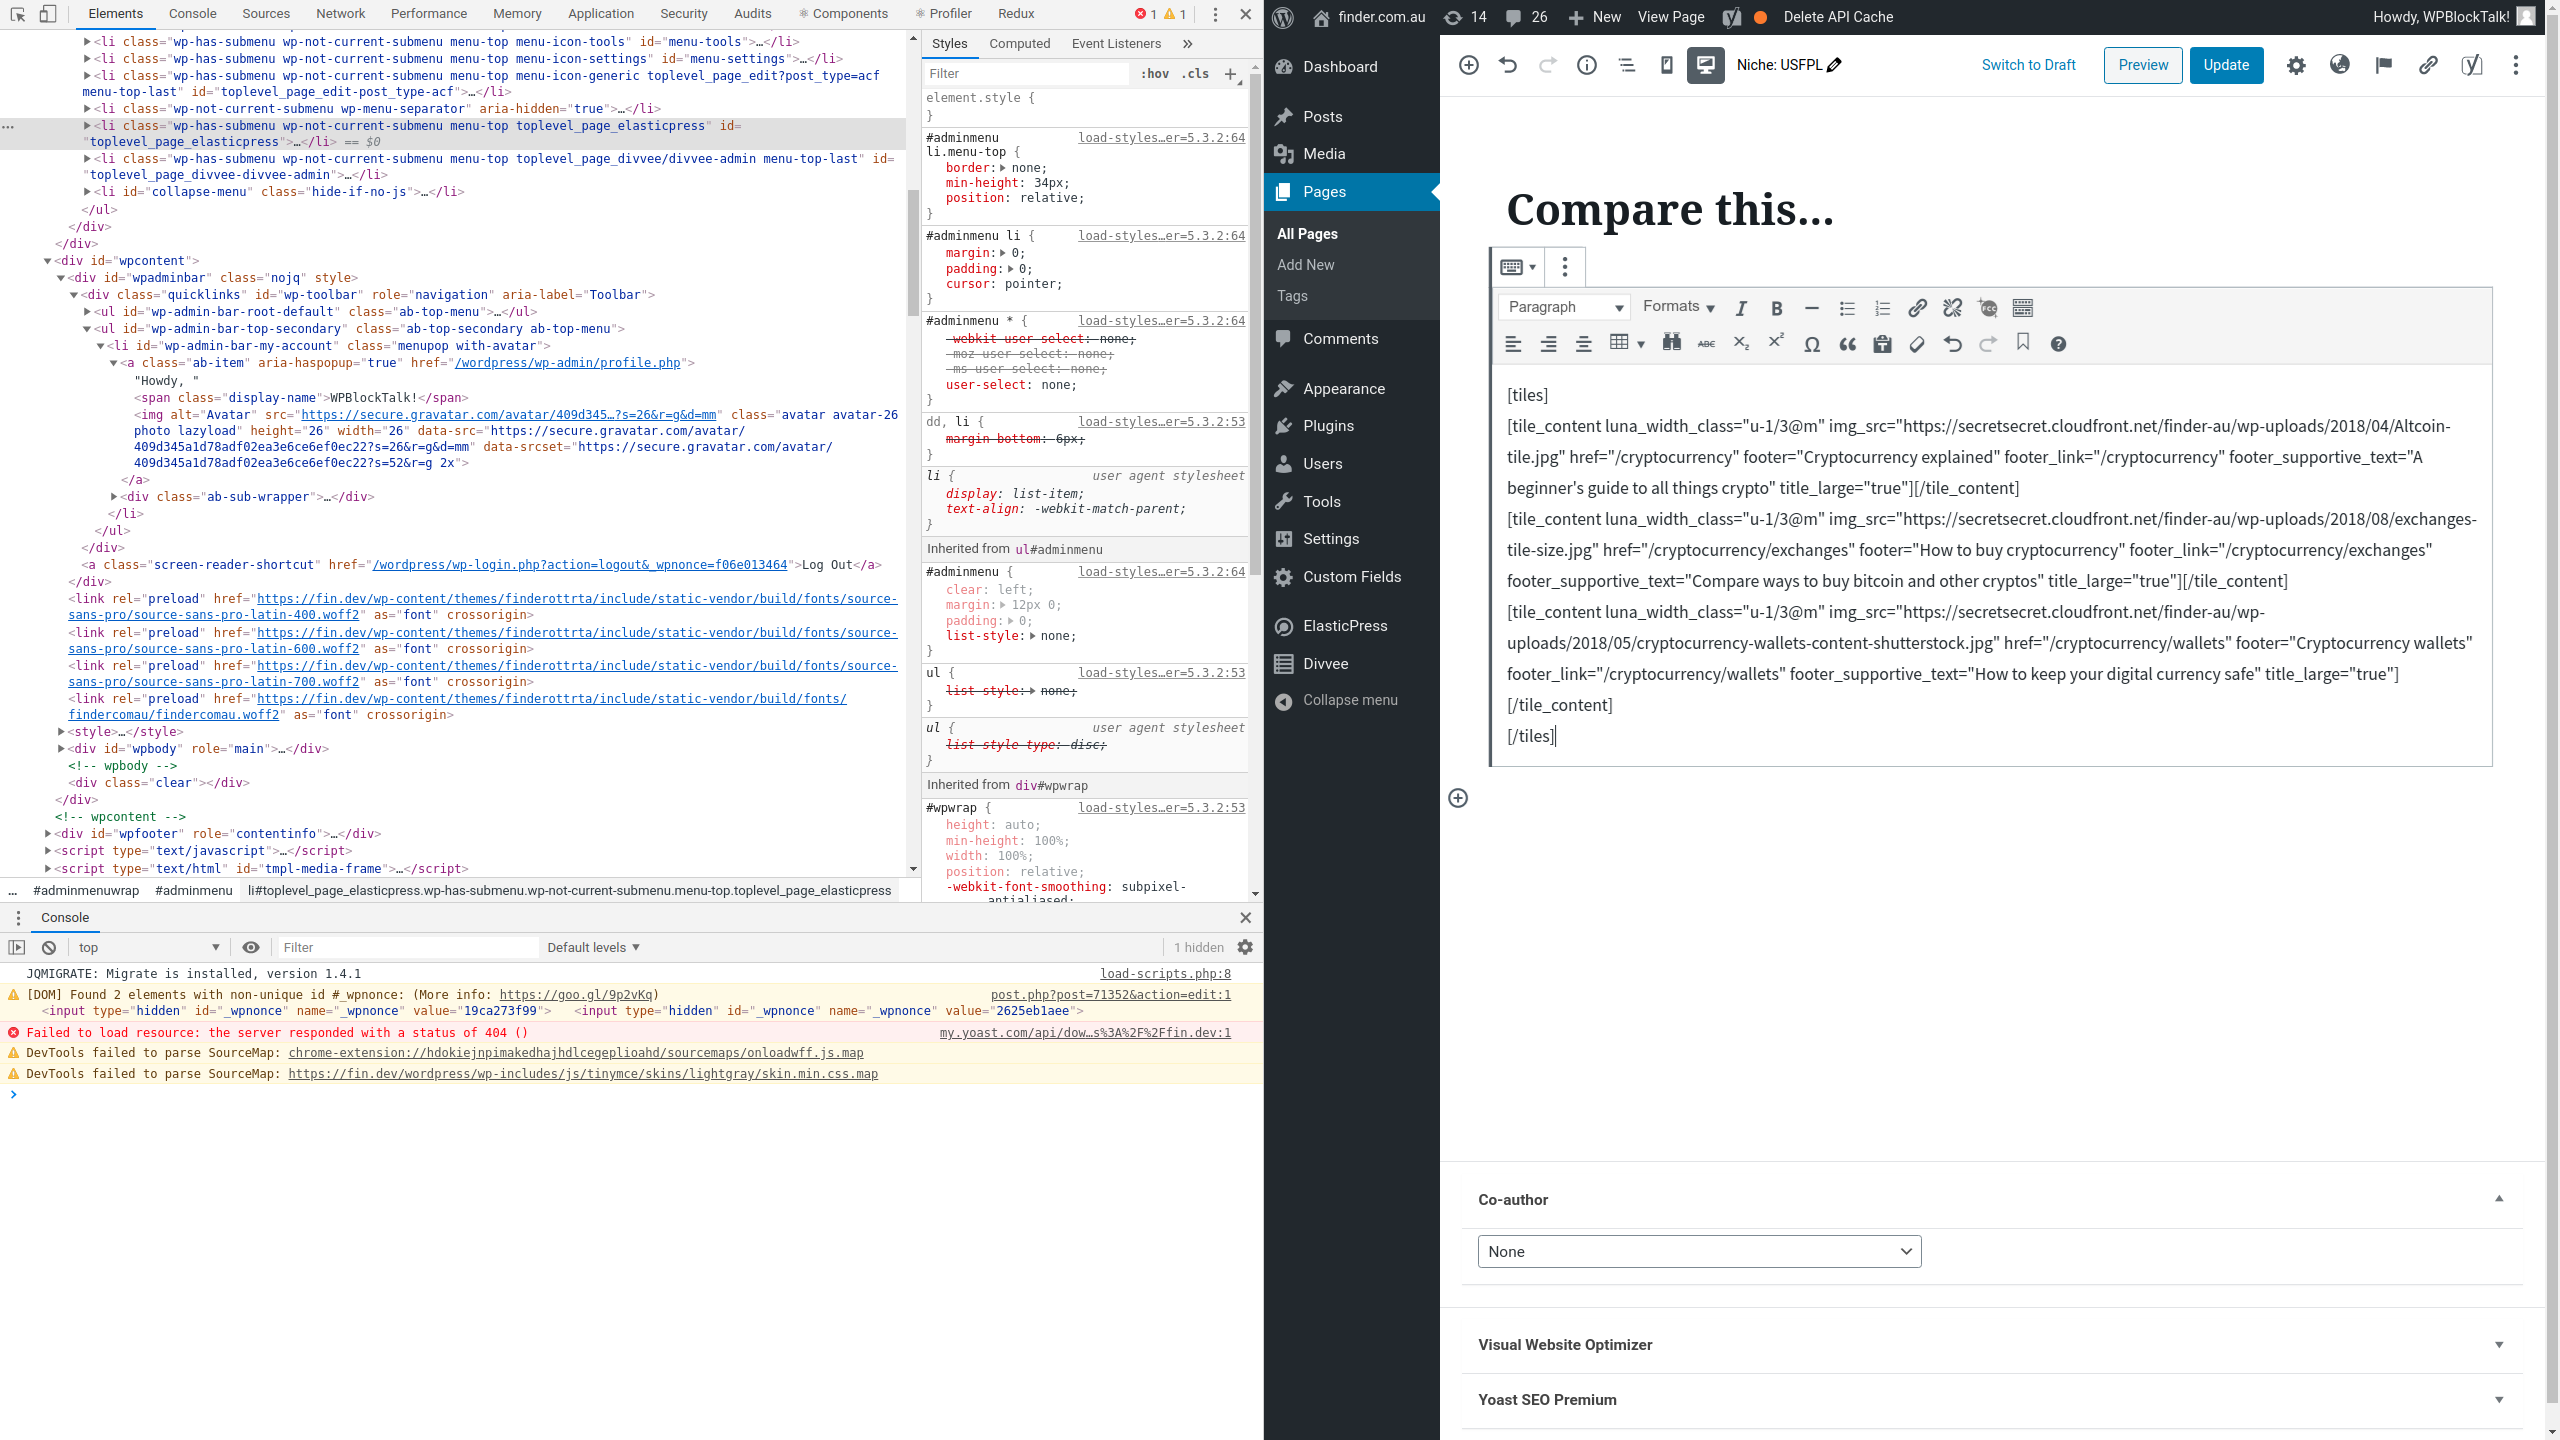 Elements Console Sources Network Performance Memory Application Security Audits Components Profiler Redux 1 1
<li class="wp-has-submenu wp-not-current-submenu menu-top menu-icon-tools" id="menu-tools">…</li>
<li class="wp-has-submenu wp-not-current-submenu menu-top menu-icon-settings" id="menu-settings">…</li>
<li class="wp-has-submenu wp-not-current-submenu menu-top menu-icon-generic toplevel_page_edit?post_type=acf
menu-top-last" id="toplevel_page_edit-post_type-acf">…</li>
<li class="wp-not-current-submenu wp-menu-separator" aria-hidden="true">…</li>
<li class="wp-has-submenu wp-not-current-submenu menu-top toplevel_page_elasticpress" id=
"toplevel_page_elasticpress">…</li> == $0
<li class="wp-has-submenu wp-not-current-submenu menu-top toplevel_page_divvee/divvee-admin menu-top-last" id=
"toplevel_page_divvee-divvee-admin">…</li>
<li id="collapse-menu" class="hide-if-no-js">…</li>
</ul>
</div>
</div>
<div id="wpcontent">
<div id="wpadminbar" class="nojq" style>
<div class="quicklinks" id="wp-toolbar" role="navigation" aria-label="Toolbar">
<ul id="wp-admin-bar-root-default" class="ab-top-menu">…</ul>
<ul id="wp-admin-bar-top-secondary" class="ab-top-secondary ab-top-menu">
<li id="wp-admin-bar-my-account" class="menupop with-avatar">
<a class="ab-item" aria-haspopup="true" href="/wordpress/wp-admin/profile.php">
"Howdy, "
<span class="display-name">WPBlockTalk!</span>
<img alt="Avatar" src="https://secure.gravatar.com/avatar/409d345…?s=26&r=g&d=mm" class="avatar avatar-26
photo lazyload" height="26" width="26" data-src="https://secure.gravatar.com/avatar/
409d345a1d78adf02ea3e6ce6ef0ec22?s=26&r=g&d=mm" data-srcset="https://secure.gravatar.com/avatar/
409d345a1d78adf02ea3e6ce6ef0ec22?s=52&r=g 2x">
</a>
<div class="ab-sub-wrapper">…</div>
</li>
</ul>
</div>
<a class="screen-reader-shortcut" href="/wordpress/wp-login.php?action=logout&_wpnonce=f06e013464">Log Out</a>
</div>
<link rel="preload" href="https://fin.dev/wp-content/themes/finderottrta/include/static-vendor/build/fonts/source-
sans-pro/source-sans-pro-latin-400.woff2" as="font" crossorigin>
<link rel="preload" href="https://fin.dev/wp-content/themes/finderottrta/include/static-vendor/build/fonts/source-
sans-pro/source-sans-pro-latin-600.woff2" as="font" crossorigin>
<link rel="preload" href="https://fin.dev/wp-content/themes/finderottrta/include/static-vendor/build/fonts/source-
sans-pro/source-sans-pro-latin-700.woff2" as="font" crossorigin>
<link rel="preload" href="https://fin.dev/wp-content/themes/finderottrta/include/static-vendor/build/fonts/
findercomau/findercomau.woff2" as="font" crossorigin>
<style>…</style>
<div id="wpbody" role="main">…</div>
<!-- wpbody -->
<div class="clear"></div>
</div>
<!-- wpcontent -->
<div id="wpfooter" role="contentinfo">…</div>
<script type="text/javascript">…</script>
<script type="text/html" id="tmpl-media-frame">…</script>
... #adminmenuwrap #adminmenu li#toplevel_page_elasticpress.wp-has-submenu.wp-not-current-submenu.menu-top.toplevel_page_elasticpress
Styles Computed Event Listeners »
Filter :hov .cls +
element.style {
}
#adminmenu load-styles…er=5.3.2:64
li.menu-top {
border: none;
min-height: 34px;
position: relative;
}
#adminmenu li { load-styles…er=5.3.2:64
margin: 0;
padding: 0;
cursor: pointer;
}
#adminmenu * { load-styles…er=5.3.2:64
-webkit-user-select: none;
-moz-user-select: none;
-ms-user-select: none;
user-select: none;
}
dd, li { load-styles…er=5.3.2:53
margin-bottom: 6px;
}
li { user agent stylesheet
display: list-item;
text-align: -webkit-match-parent;
}
Inherited from ul#adminmenu
#adminmenu { load-styles…er=5.3.2:64
clear: left;
margin: 12px 0;
padding: 0;
list-style: none;
}
ul { load-styles…er=5.3.2:53
list-style: none;
}
ul { user agent stylesheet
list-style-type: disc;
}
Inherited from div#wpwrap
#wpwrap { load-styles…er=5.3.2:53
height: auto;
min-height: 100%;
width: 100%;
position: relative;
-webkit-font-smoothing: subpixel-
antialiased;
Console
top Filter Default levels 1 hidden
JQMIGRATE: Migrate is installed, version 1.4.1 load-scripts.php:8
[DOM] Found 2 elements with non-unique id #_wpnonce: (More info: https://goo.gl/9p2vKq) post.php?post=71352&action=edit:1
<input type="hidden" id="_wpnonce" name="_wpnonce" value="19ca273f99"> <input type="hidden" id="_wpnonce" name="_wpnonce" value="2625eb1aee">
Failed to load resource: the server responded with a status of 404 () my.yoast.com/api/dow…s%3A%2F%2Ffin.dev:1
DevTools failed to parse SourceMap: chrome-extension://hdokiejnpimakedhajhdlcegeplioahd/sourcemaps/onloadwff.js.map
DevTools failed to parse SourceMap: https://fin.dev/wordpress/wp-includes/js/tinymce/skins/lightgray/skin.min.css.map
finder.com.au 14 26 New View Page Delete API Cache Howdy, WPBlockTalk!
Dashboard
Posts
Media
Pages
All Pages
Add New
Tags
Comments
Appearance
Plugins
Users
Tools
Settings
Custom Fields
ElasticPress
Divvee
Collapse menu
Niche: USFPL Switch to Draft Preview Update
Compare this...
Paragraph Formats
[tiles]
[tile_content luna_width_class="u-1/3@m" img_src="https://secretsecret.cloudfront.net/finder-au/wp-uploads/2018/04/Altcoin-
tile.jpg" href="/cryptocurrency" footer="Cryptocurrency explained" footer_link="/cryptocurrency" footer_supportive_text="A
beginner's guide to all things crypto" title_large="true"][/tile_content]
[tile_content luna_width_class="u-1/3@m" img_src="https://secretsecret.cloudfront.net/finder-au/wp-uploads/2018/08/exchanges-
tile-size.jpg" href="/cryptocurrency/exchanges" footer="How to buy cryptocurrency" footer_link="/cryptocurrency/exchanges"
footer_supportive_text="Compare ways to buy bitcoin and other cryptos" title_large="true"][/tile_content]
[tile_content luna_width_class="u-1/3@m" img_src="https://secretsecret.cloudfront.net/finder-au/wp-
uploads/2018/05/cryptocurrency-wallets-content-shutterstock.jpg" href="/cryptocurrency/wallets" footer="Cryptocurrency wallets"
footer_link="/cryptocurrency/wallets" footer_supportive_text="How to keep your digital currency safe" title_large="true"]
[/tile_content]
[/tiles]
Co-author
None
Visual Website Optimizer
Yoast SEO Premium